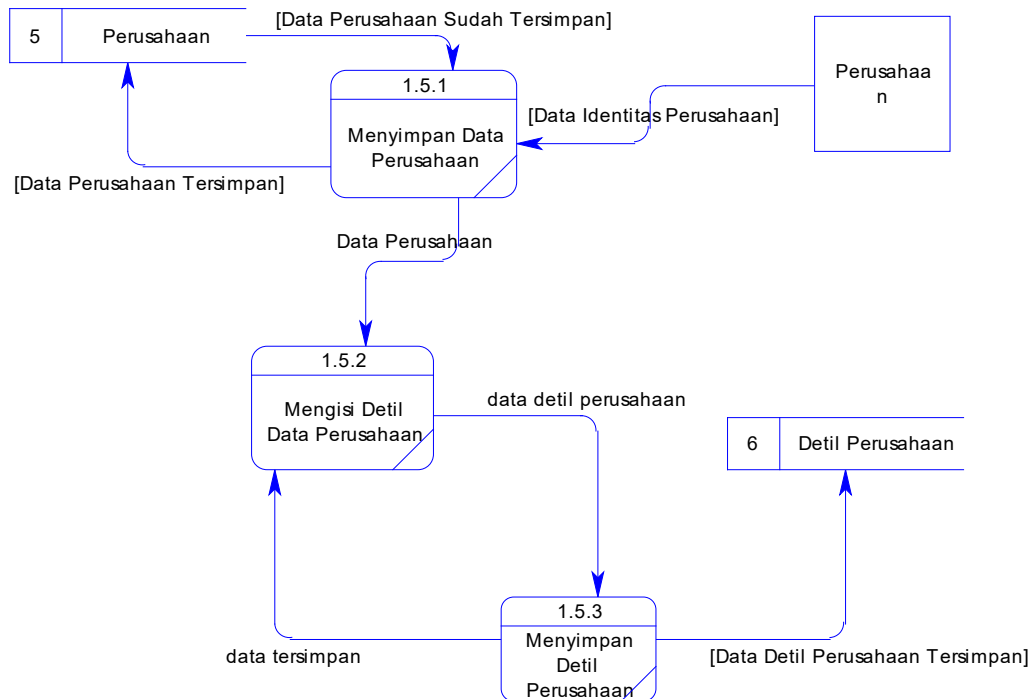 [Data Perusahaan Sudah Tersimpan]
5 Perusahaan
1.5.1
Menyimpan Data
Perusahaan
Perusahaa
n
[Data Identitas Perusahaan]
[Data Perusahaan Tersimpan]
Data Perusahaan
1.5.2
Mengisi Detil
Data Perusahaan
data detil perusahaan
6 Detil Perusahaan
1.5.3
Menyimpan
Detil
Perusahaan
data tersimpan
[Data Detil Perusahaan Tersimpan]